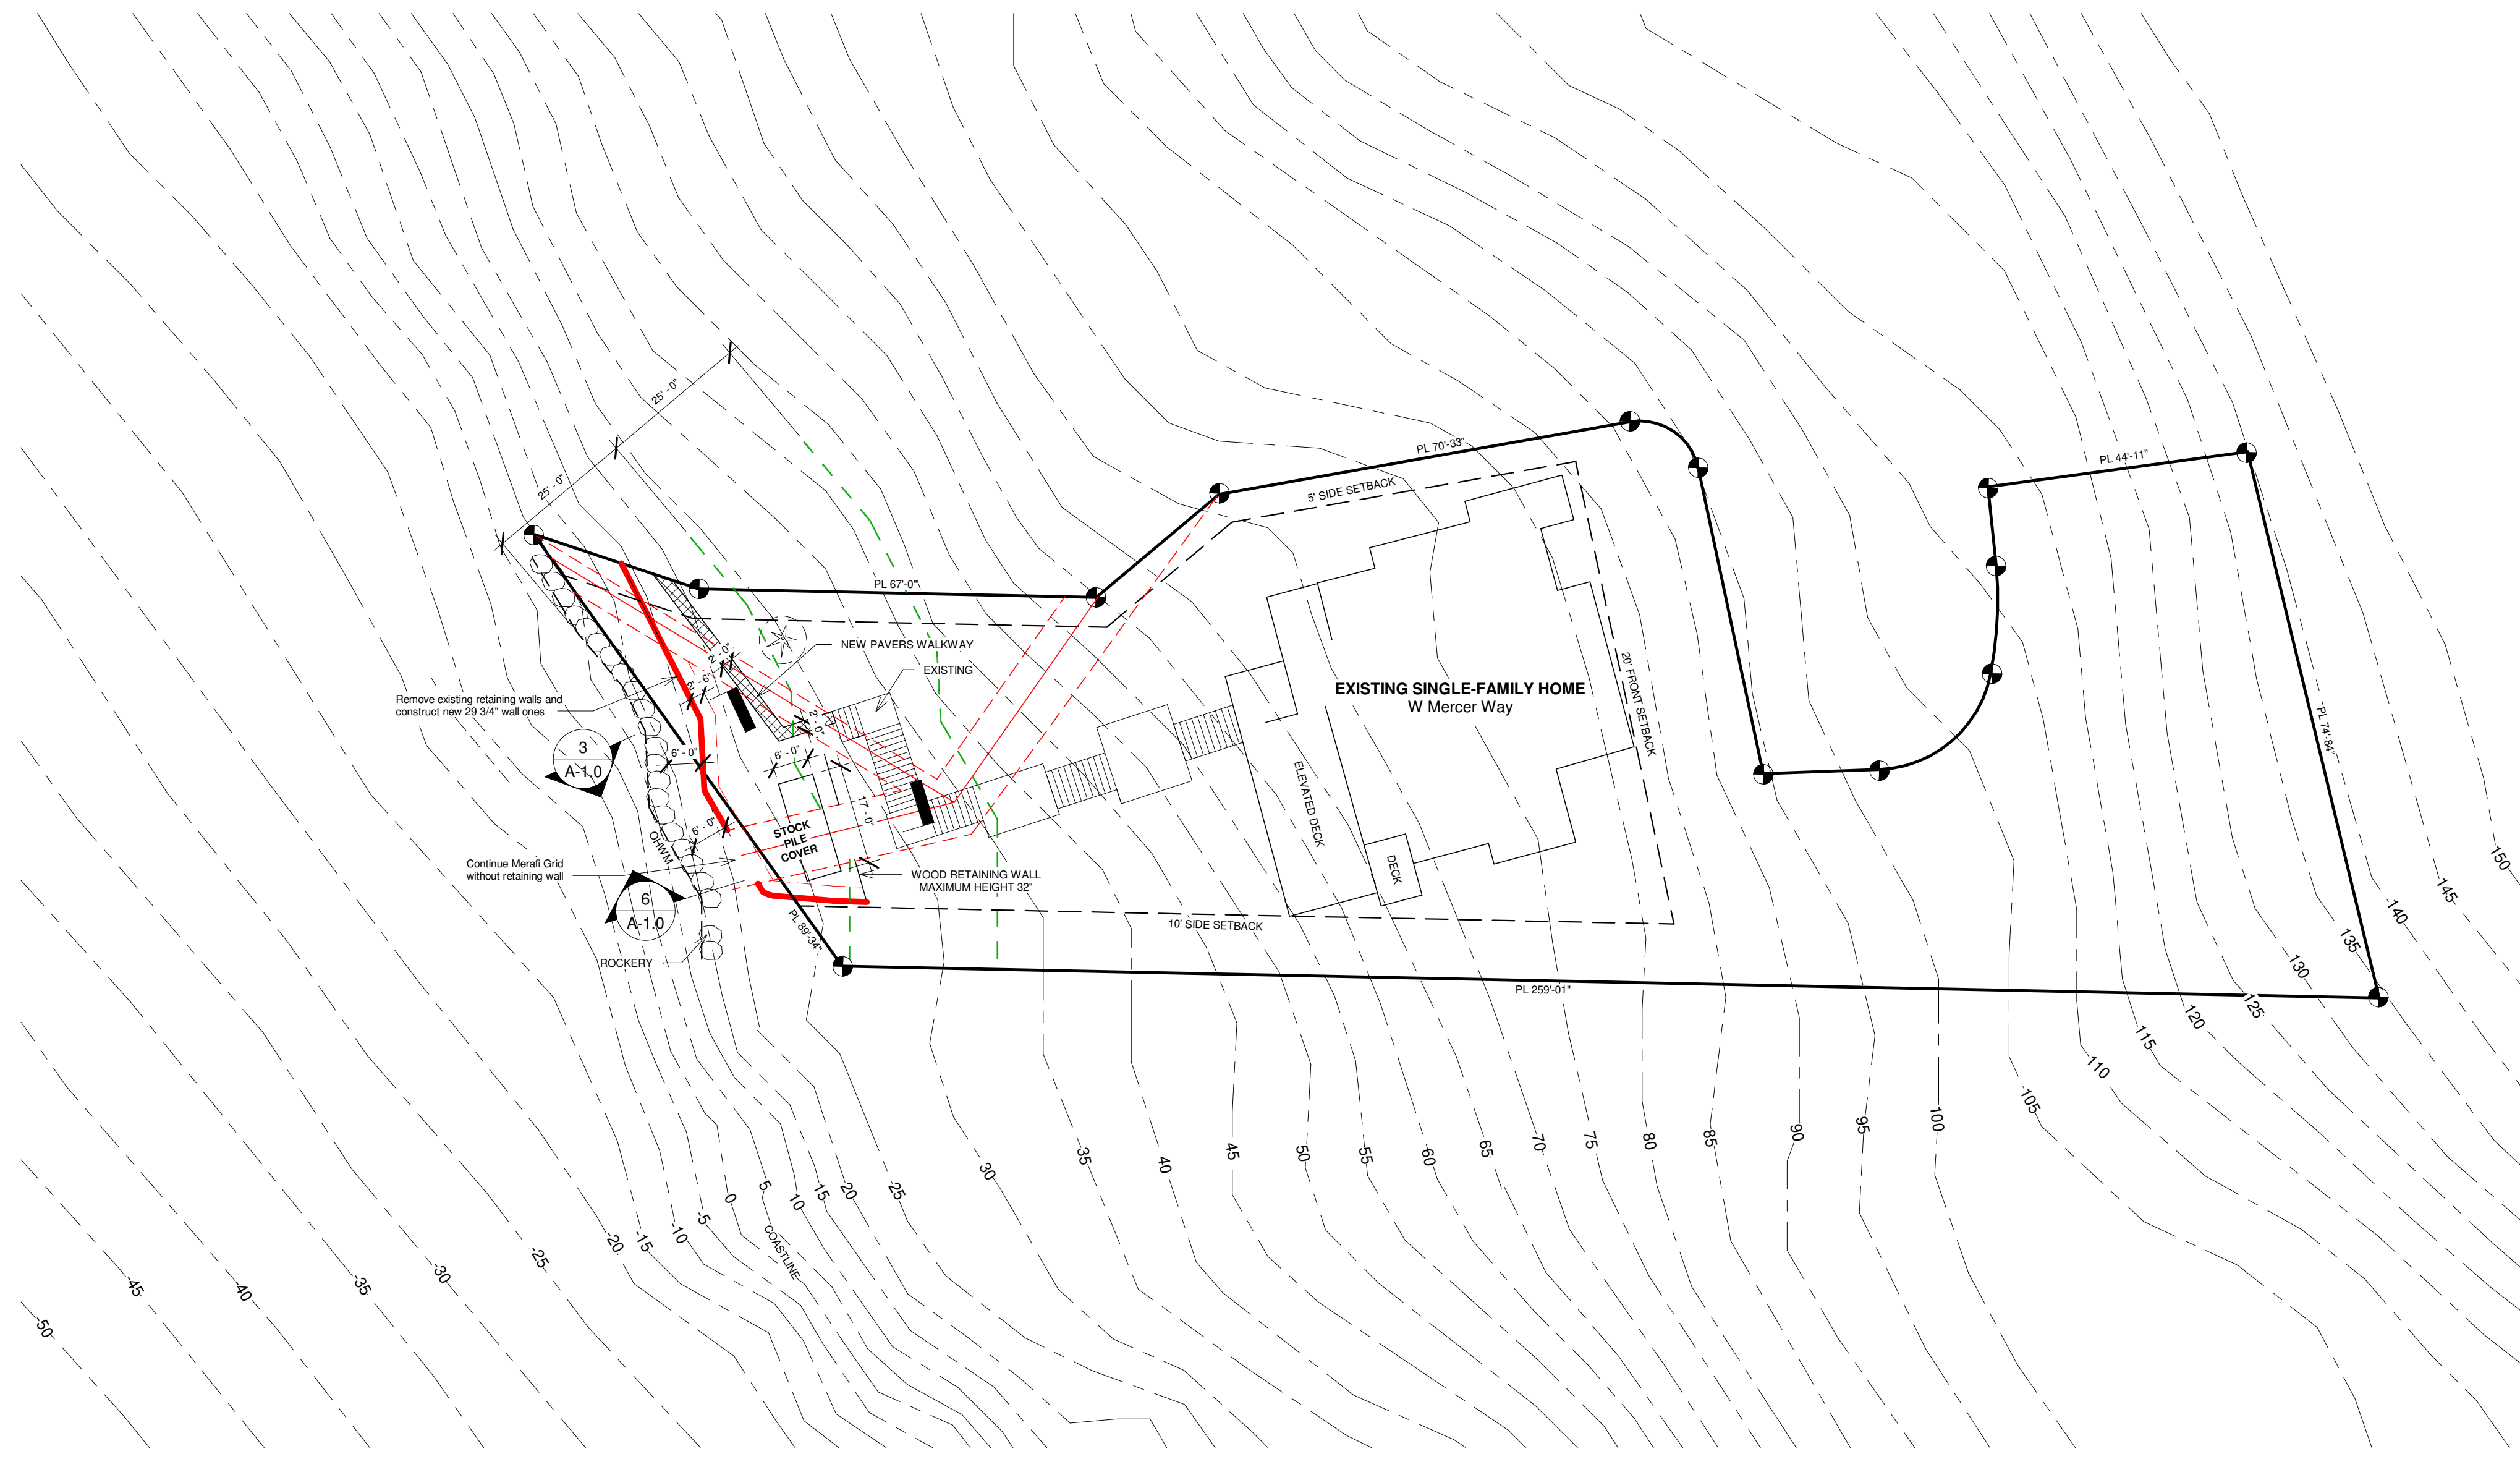 25' - 0"
25' - 0"
PL 70'-33"
PL 44'-11"
5' SIDE SETBACK
PL 67'-0"
NEW PAVERS WALKWAY
EXISTING
2' - 0"
2' - 6"
Remove existing retaining walls and
construct new 29 3/4" wall ones
EXISTING SINGLE-FAMILY HOME
W Mercer Way
20' FRONT SETBACK
PL 74'-84"
2' - 0"
3
A-1.0
6' - 0"
6' - 0"
17' - 0"
ELEVATED DECK
STOCK
PILE
COVER
6' - 0"
OHWM
Continue Merafi Grid
without retaining wall
WOOD RETAINING WALL
MAXIMUM HEIGHT 32"
DECK
6
A-1.0
PL 89'-34"
10' SIDE SETBACK
ROCKERY
PL 259'-01"
COASTLINE
-50
-45
-40
-35
-30
-25
-20
-15
-10
-5
0
5
10
15
20
25
30
35
40
45
50
55
60
65
70
75
80
85
90
95
100
105
110
115
120
125
130
135
140
145
150